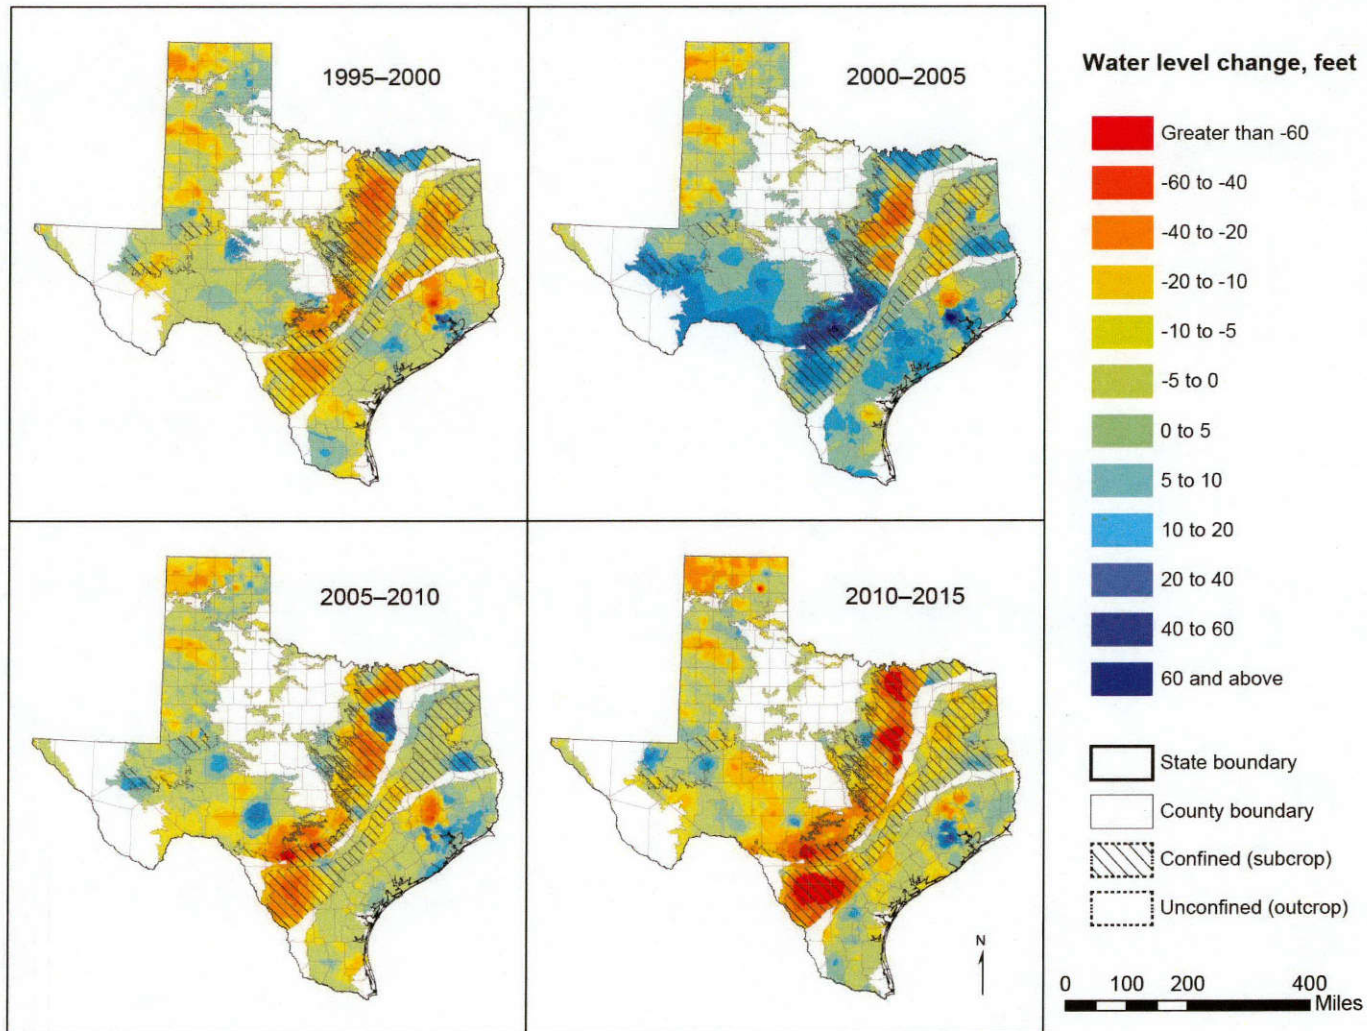 1995–2000
2000–2005
2005–2010
2010–2015
N
Water level change, feet
Greater than -60
-60 to -40
-40 to -20
-20 to -10
-10 to -5
-5 to 0
0 to 5
5 to 10
10 to 20
20 to 40
40 to 60
60 and above
State boundary
County boundary
Confined (subcrop)
Unconfined (outcrop)
0 100 200 400
Miles